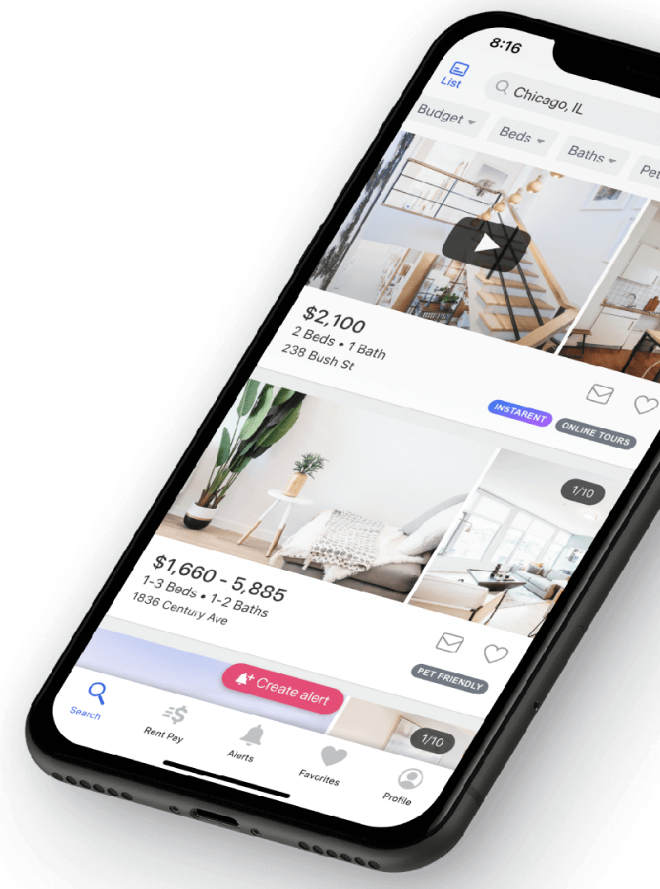 8:16
List
Chicago, IL
Budget
Beds
Baths
$2,100
2 Beds • 1 Bath
238 Bush St
INSTARENT
ONLINE TOURS
1/10
$1,660 - 5,885
1-3 Beds • 1-2 Baths
1836 Century Ave
PET FRIENDLY
Create alert
1/10
Search
Rent Pay
Alerts
Favorites
Profile